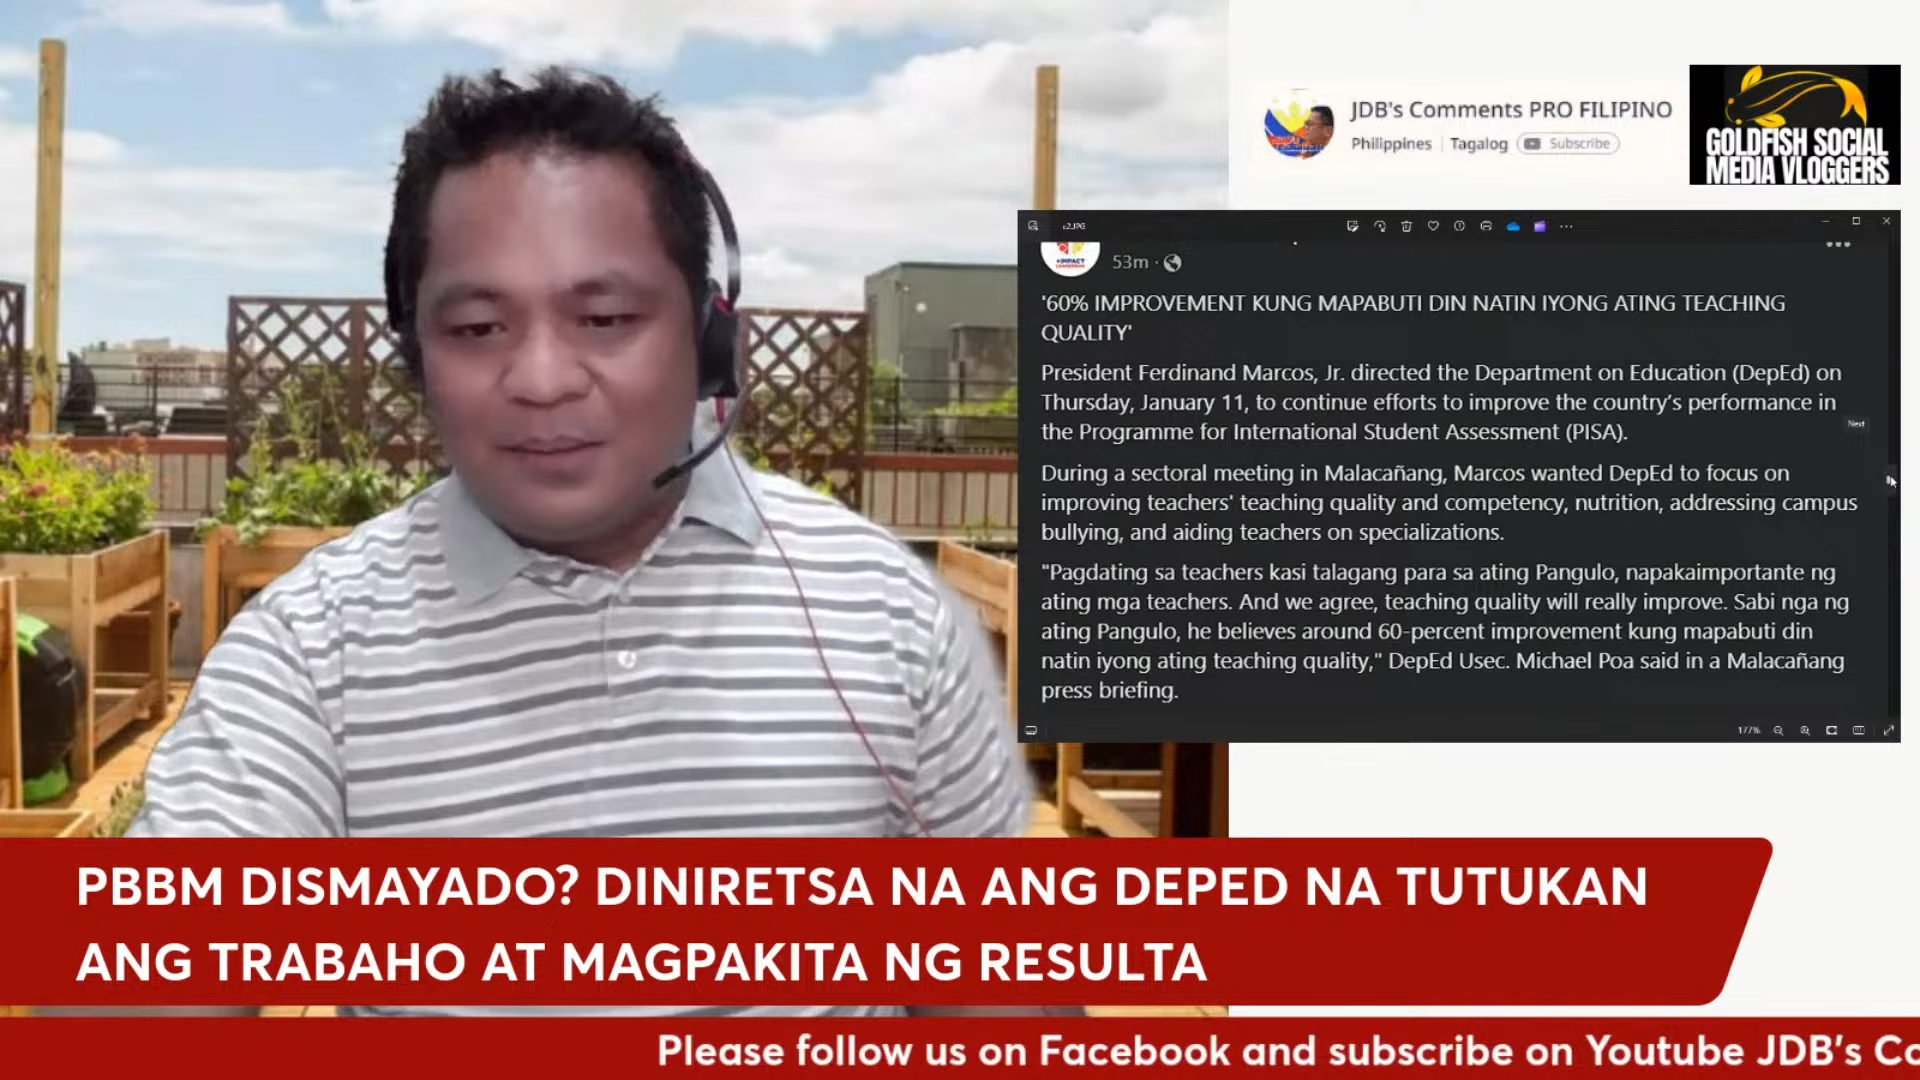 JDB's Comments PRO FILIPINO
Philippines | Tagalog Subscribe
GOLDFISH SOCIAL
MEDIA VLOGGERS
53m ·
'60% IMPROVEMENT KUNG MAPABUTI DIN NATIN IYONG ATING TEACHING
QUALITY'
President Ferdinand Marcos, Jr. directed the Department on Education (DepEd) on
Thursday, January 11, to continue efforts to improve the country's performance in
the Programme for International Student Assessment (PISA).
Next
During a sectoral meeting in Malacañang, Marcos wanted DepEd to focus on
improving teachers' teaching quality and competency, nutrition, addressing campus
bullying, and aiding teachers on specializations.
"Pagdating sa teachers kasi talagang para sa ating Pangulo, napakaimportante ng
ating mga teachers. And we agree, teaching quality will really improve. Sabi nga ng
ating Pangulo, he believes around 60-percent improvement kung mapabuti din
natin iyong ating teaching quality," DepEd Usec. Michael Poa said in a Malacañang
press briefing.
177%
PBBM DISMAYADO? DINIRETSA NA ANG DEPED NA TUTUKAN
ANG TRABAHO AT MAGPAKITA NG RESULTA
Please follow us on Facebook and subscribe on Youtube JDB's Co